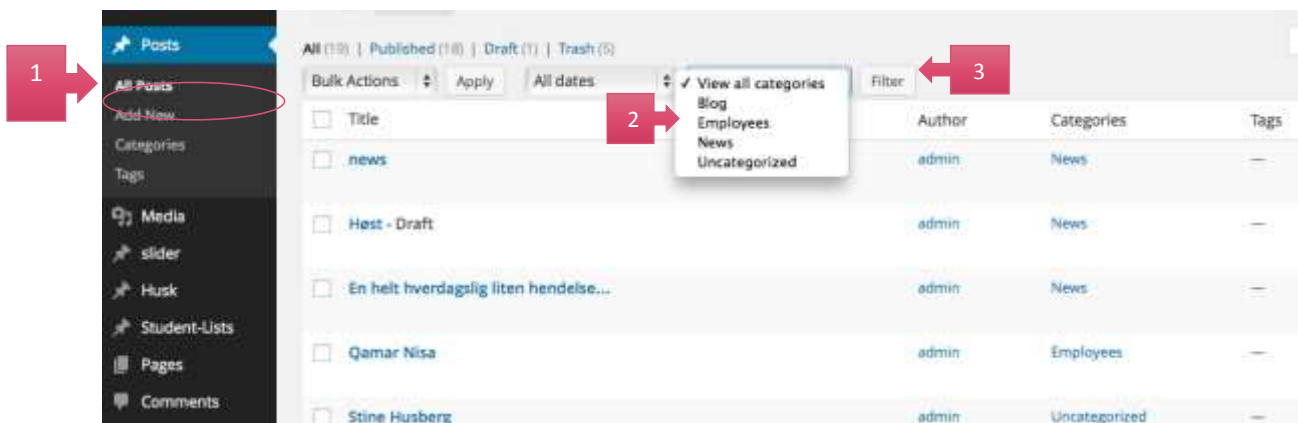 Posts
All (19) | Published (18) | Draft (1) | Trash (5)
1
All Posts
Bulk Actions Apply All dates ✓ View all categories Filter 3
Blog
Add New
Title 2 Employees Author Categories Tags
Categories
News
news Uncategorized admin News —
Tags
Media
Høst - Draft admin News —
slider
Husk
En helt hverdagslig liten hendelse... admin News —
Student-Lists
Qamar Nisa admin Employees —
Pages
Comments
Stine Husberg admin Uncategorized —